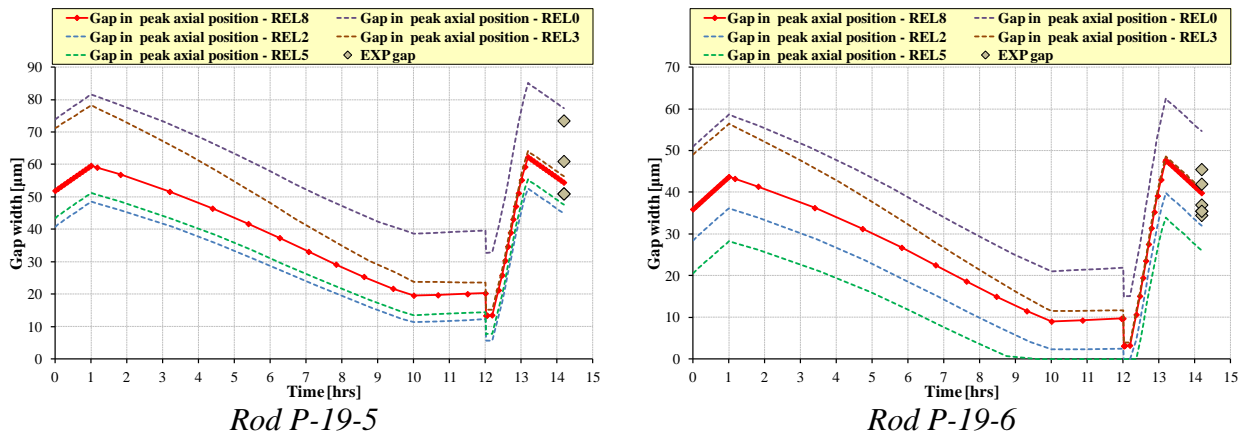 Gap in peak axial position - REL8 Gap in peak axial position - REL0
Gap in peak axial position - REL2 Gap in peak axial position - REL3
Gap in peak axial position - REL5 EXP gap
90
80
70
60
50
40
30
20
10
0
Gap width [µm]
0 1 2 3 4 5 6 7 8 9 10 11 12 13 14 15
Time [hrs]
Rod P-19-5
Gap in peak axial position - REL8 Gap in peak axial position - REL0
Gap in peak axial position - REL2 Gap in peak axial position - REL3
Gap in peak axial position - REL5 EXP gap
70
60
50
40
30
20
10
0
Gap width [µm]
0 1 2 3 4 5 6 7 8 9 10 11 12 13 14 15
Time [hrs]
Rod P-19-6